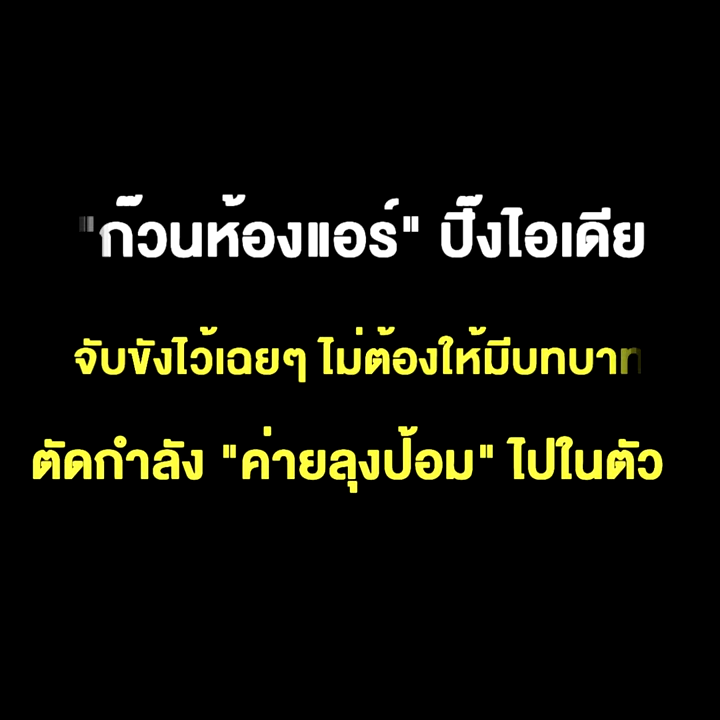 "ก๊วนห้องแอร์" ปิ๊งไอเดีย
จับขังไว้เฉยๆ ไม่ต้องให้มีบทบาท
ตัดกำลัง "ค่ายลุงป้อม" ไปในตัว